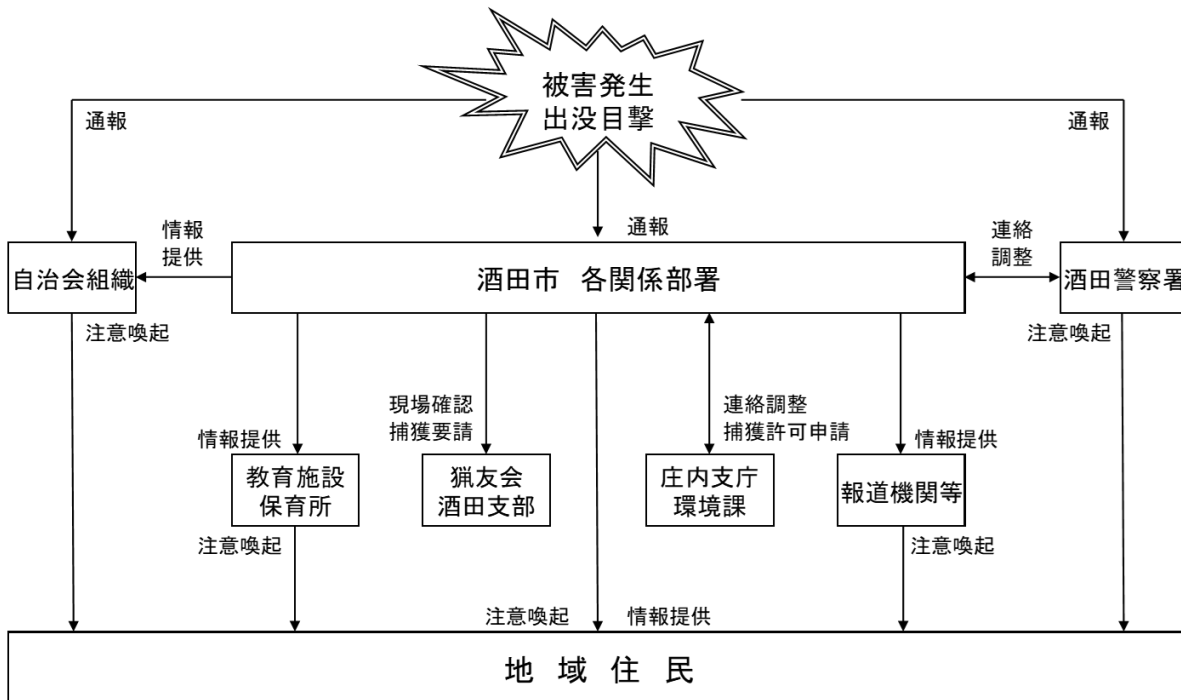 被害発生
出没目撃
通報
通報
通報
情報
提供
連絡
調整
自治会組織
酒田市 各関係部署
酒田警察署
注意喚起
注意喚起
現場確認
捕獲要請
連絡調整
捕獲許可申請
情報提供
情報提供
教育施設
保育所
猟友会
酒田支部
庄内支庁
環境課
報道機関等
注意喚起
注意喚起
注意喚起 情報提供
地域住民